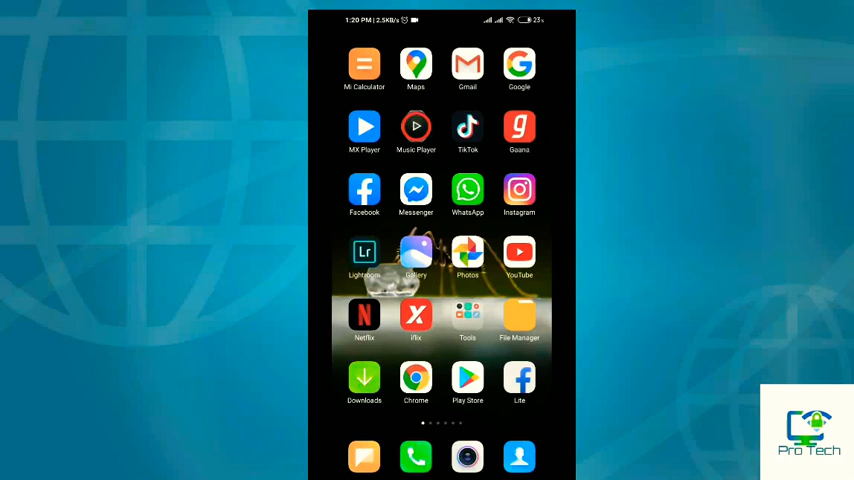 1:20 PM | 2.5KB/s 23%
Mi Calculator Maps Gmail Google
MX Player Music Player TikTok Gaana
Facebook Messenger WhatsApp Instagram
Lr
Lightroom Gallery Photos YouTube
Netflix iflix Tools File Manager
Downloads Chrome Play Store Lite
Pro Tech